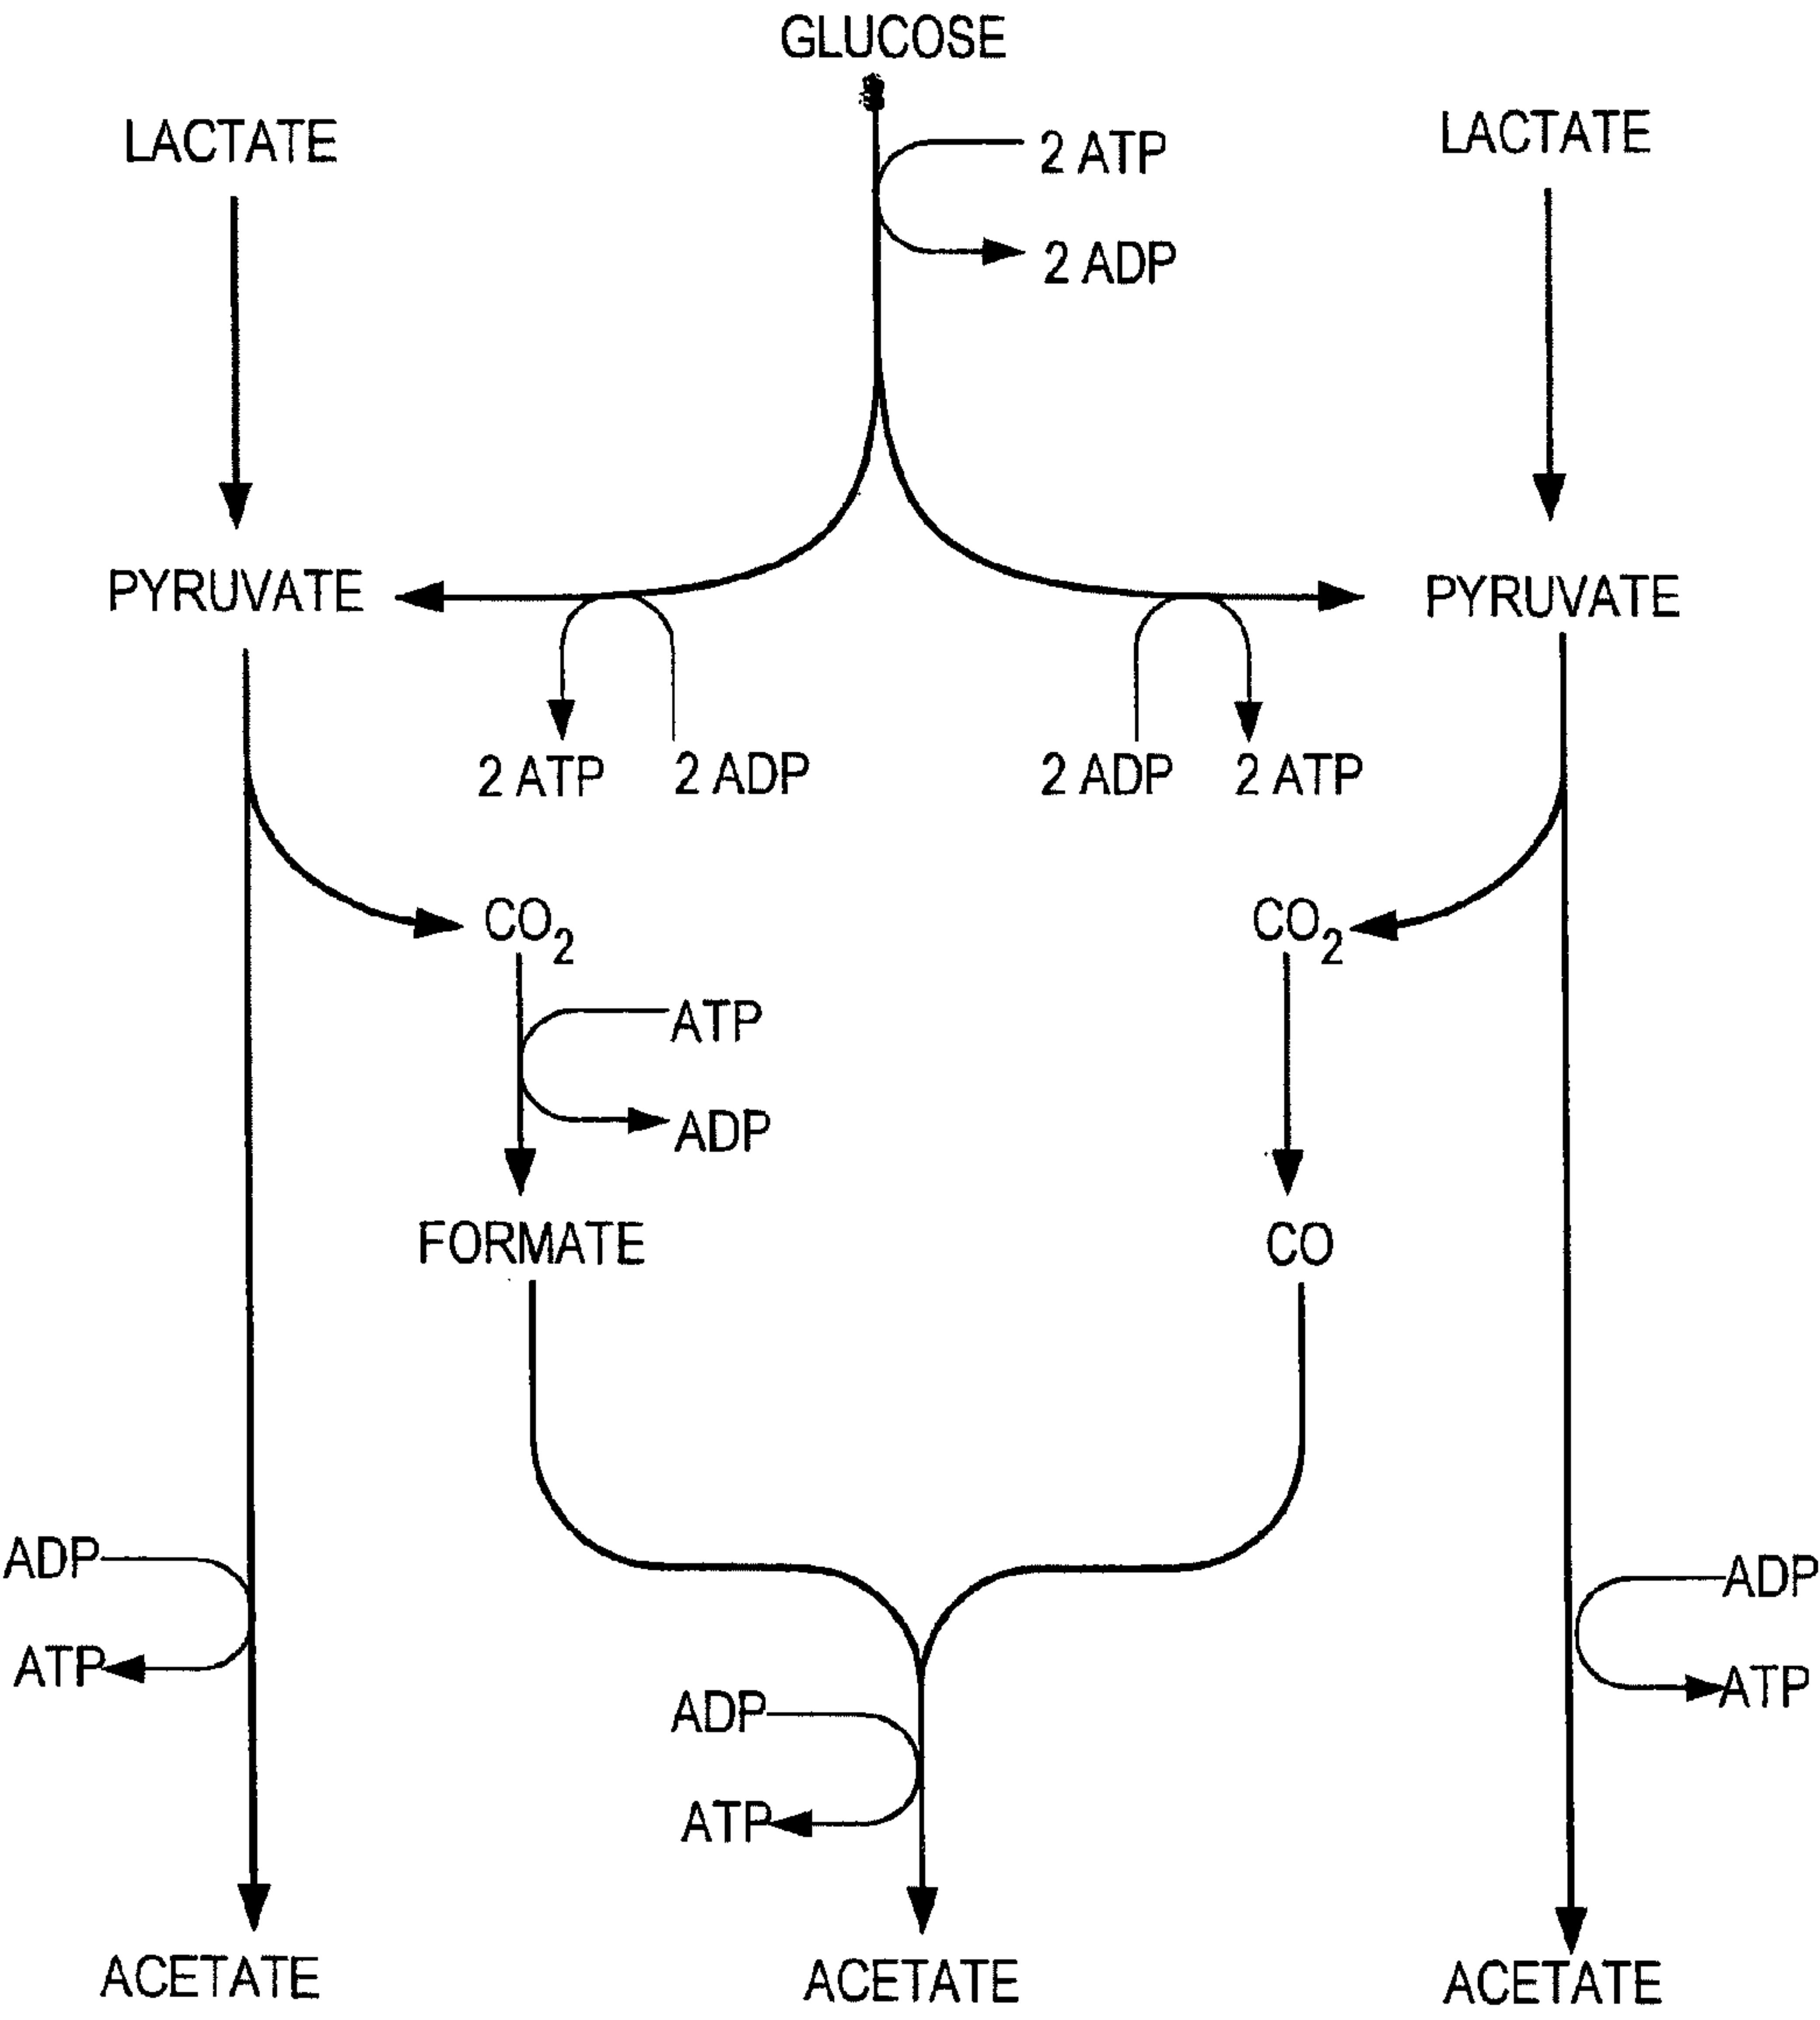 GLUCOSE
LACTATE
2 ATP
LACTATE
2 ADP
PYRUVATE
PYRUVATE
2 ATP
2 ADP
2 ADP
2 ATP
CO2
CO2
ATP
ADP
FORMATE
CO
ADP
ADP
ATP
ATP
ADP
ATP
ACETATE
ACETATE
ACETATE